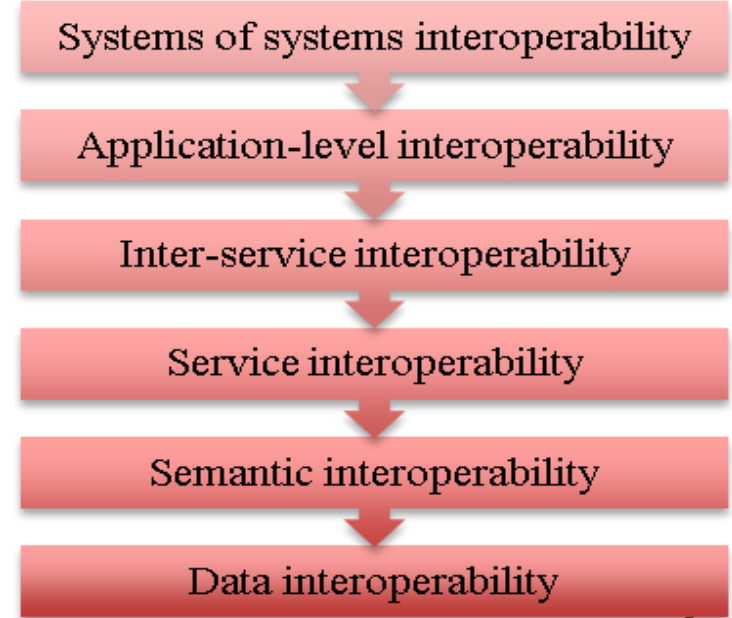 Systems of systems interoperability
Application-level interoperability
Inter-service interoperability
Service interoperability
Semantic interoperability
Data interoperability